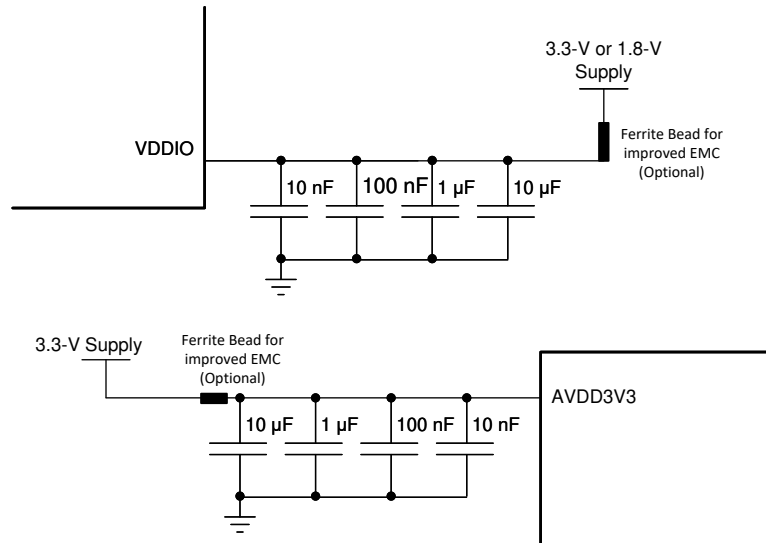 3.3-V or 1.8-V
Supply
VDDIO
Ferrite Bead for
improved EMC
(Optional)
10 nF
100 nF
1 µF
10 µF
3.3-V Supply
Ferrite Bead for
improved EMC
(Optional)
AVDD3V3
10 µF
1 µF
100 nF
10 nF